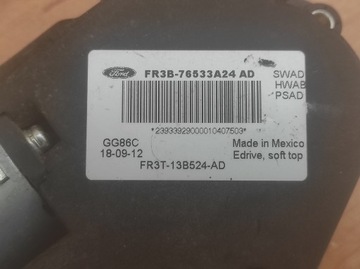 Ford FR3B-76533A24 AD SWAD
HWAB
PSAD
*23933929000010407503*
GG86C Made in Mexico
18-09-12 Edrive, soft top
FR3T-13B524-AD